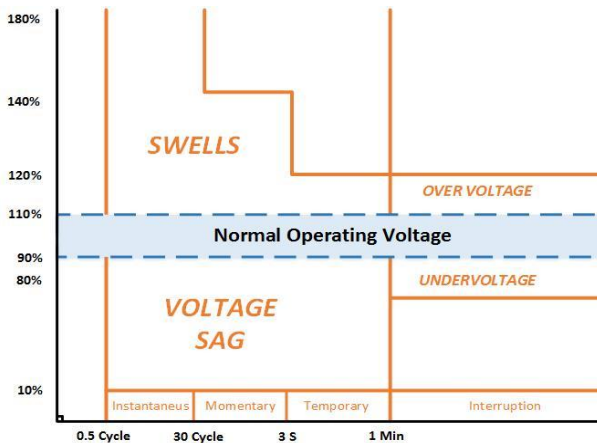 180%
140%
SWELLS
120%
OVER VOLTAGE
110%
Normal Operating Voltage
90%
80%
UNDERVOLTAGE
VOLTAGE
SAG
10%
Instantaneus
Momentary
Temporary
Interruption
0.5 Cycle
30 Cycle
3 S
1 Min